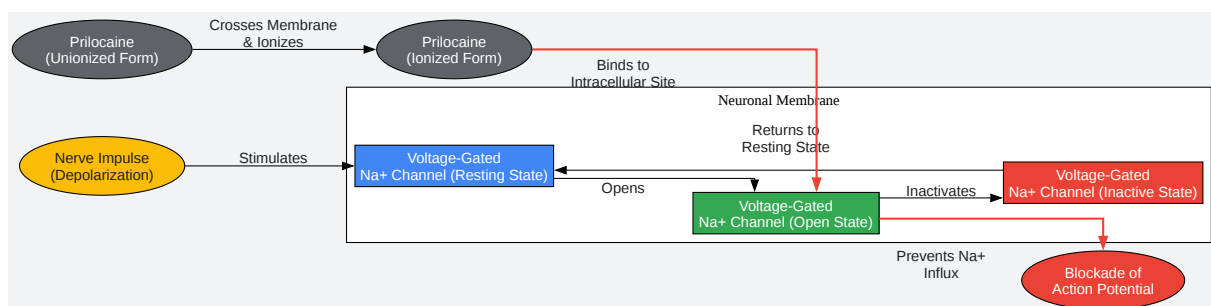 Prilocaine
(Unionized Form)
Crosses Membrane
& Ionizes
Prilocaine
(Ionized Form)
Binds to
Intracellular Site
Neuronal Membrane
Nerve Impulse
(Depolarization)
Stimulates
Voltage-Gated
Na+ Channel (Resting State)
Opens
Returns to
Resting State
Voltage-Gated
Na+ Channel (Open State)
Inactivates
Voltage-Gated
Na+ Channel (Inactive State)
Prevents Na+
Influx
Blockade of
Action Potential